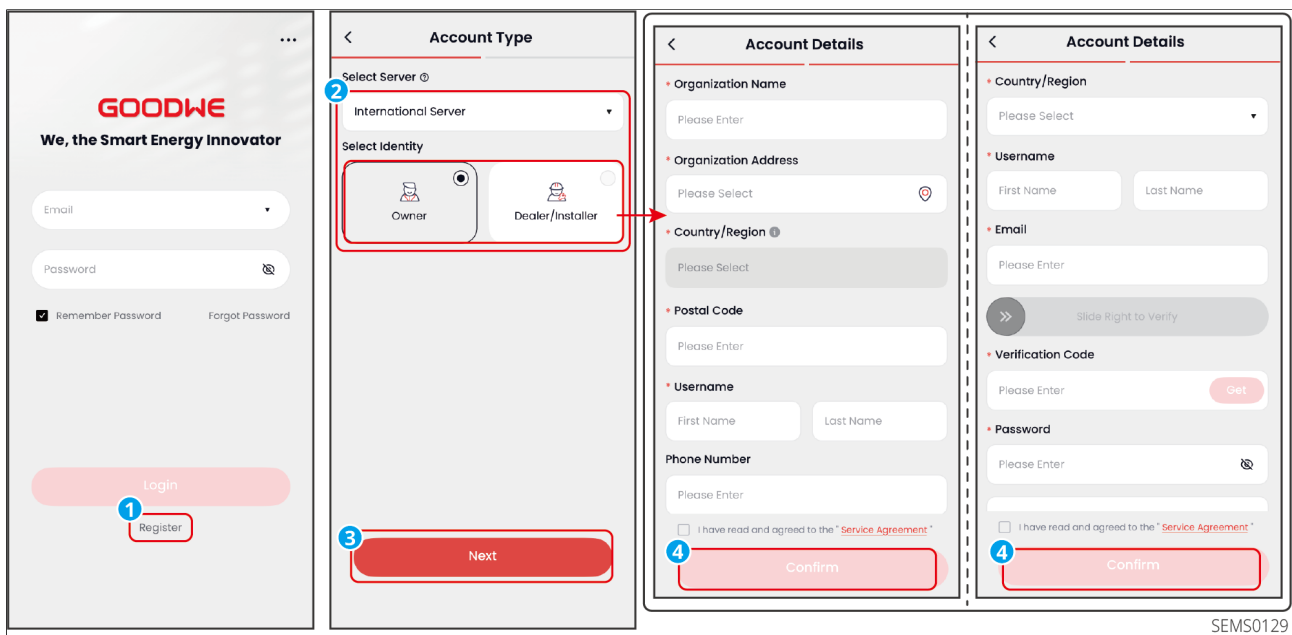 GOODWE
We, the Smart Energy Innovator
Email
Password
Remember Password Forgot Password
Login
1
Register
Account Type
Select Server
2
International Server
Select Identity
Owner Dealer/Installer
3
Next
Account Details
* Organization Name
Please Enter
* Organization Address
Please Select
* Country/Region
Please Select
* Postal Code
Please Enter
* Username
First Name Last Name
Phone Number
Please Enter
I have read and agreed to the " Service Agreement "
4
Confirm
Account Details
* Country/Region
Please Select
* Username
First Name Last Name
* Email
Please Enter
Slide Right to Verify
* Verification Code
Please Enter Get
* Password
Please Enter
I have read and agreed to the " Service Agreement "
4
Confirm
SEMS0129